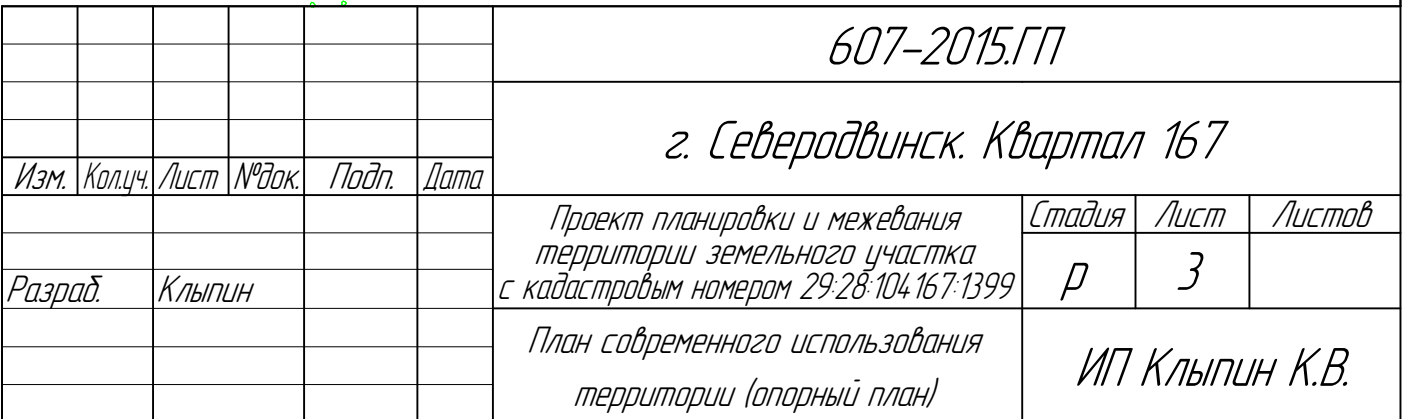 607-2015.ГП
г. Северодвинск. Квартал 167
Изм. Кол.уч. Лист №док. Подп. Дата
Проект планировки и межевания
территории земельного участка
с кадастровым номером 29:28:104167:1399
Стадия Лист Листов
р 3
Разраб. Клыпин
План современного использования
территории (опорный план)
ИП Клыпин К.В.